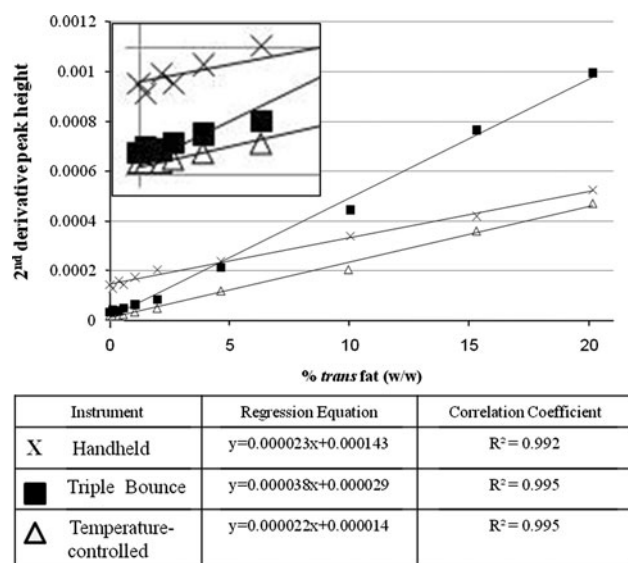 0.0012
0.001
0.0008
0.0006
0.0004
0.0002
0
2nd derivative peak height
0 5 10 15 20
% trans fat (w/w)
Instrument Regression Equation Correlation Coefficient
X Handheld y=0.000023x+0.000143 R² = 0.992
Triple Bounce y=0.000038x+0.000029 R² = 0.995
Temperature-
controlled y=0.000022x+0.000014 R² = 0.995